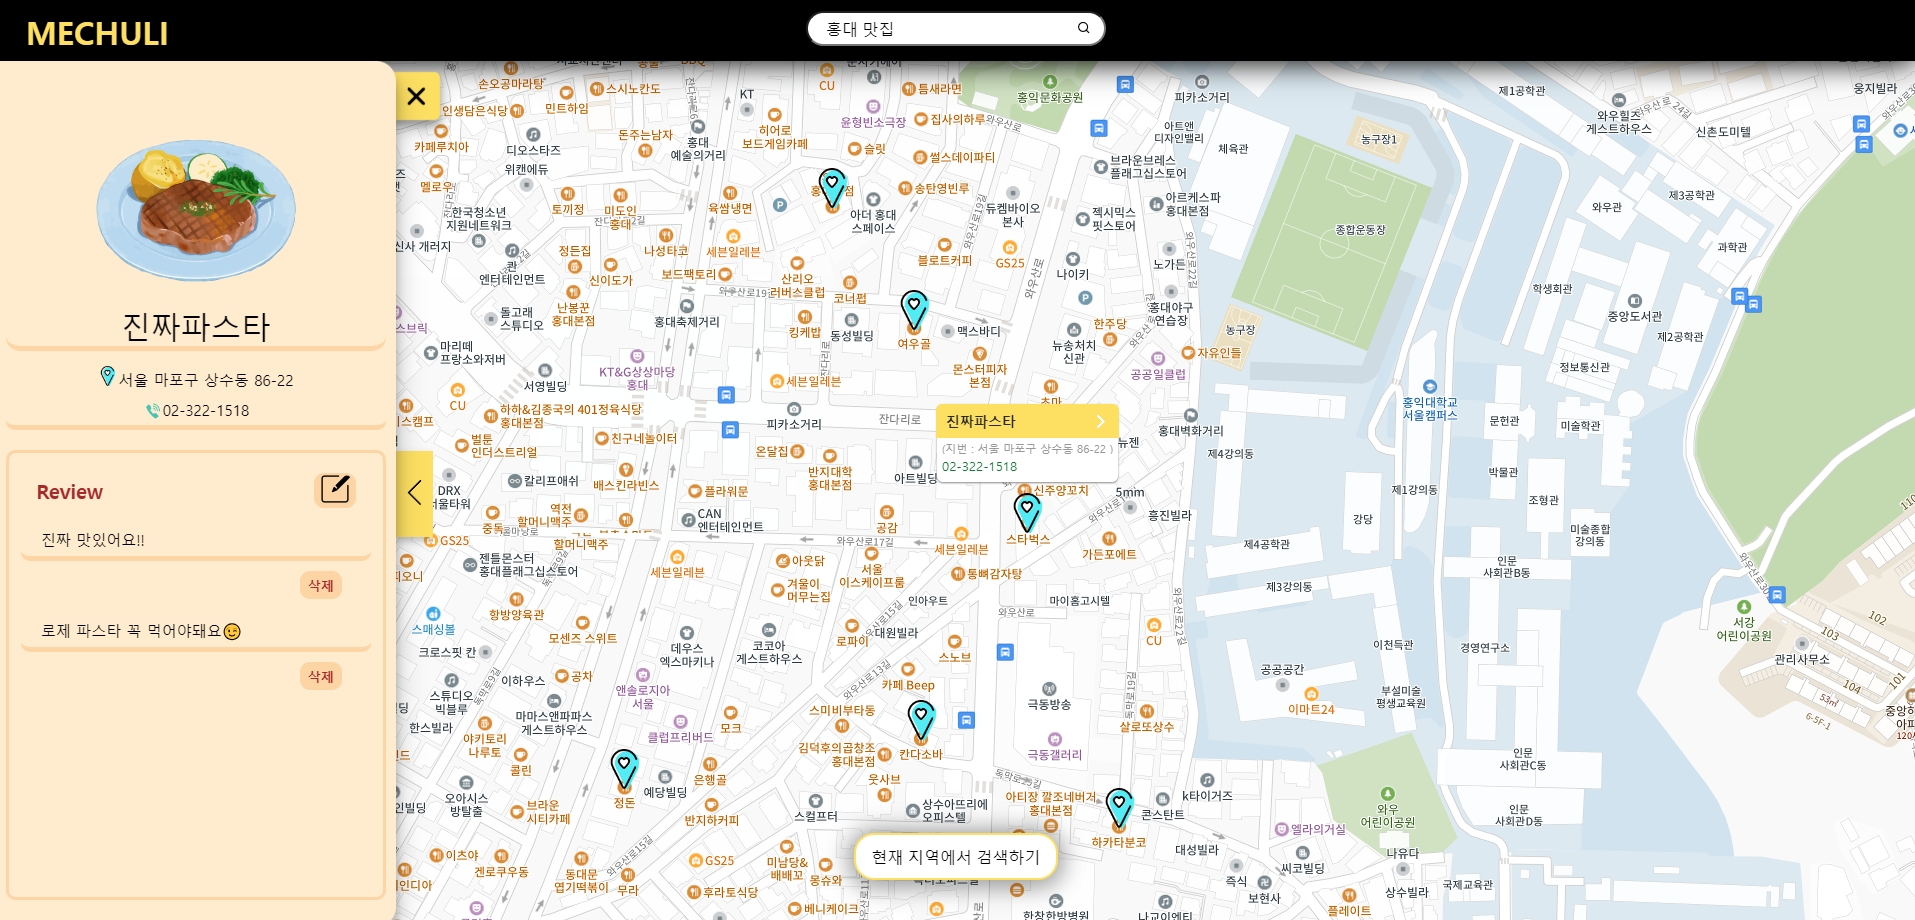 MECHULI
홍대 맛집
진짜파스타
서울 마포구 상수동 86-22
02-322-1518
Review
진짜 맛있어요!!
삭제
로제 파스타 꼭 먹어야돼요😉
삭제
손오공마라탕
스시노칸도
CU
틈새라면
홍익문화공원
피카소거리
제1공학관
와우힐즈
게스트하우스
신촌도미텔
웅지빌라
인생담은식당
민트하임
KT
히어로
보드게임카페
윤형빈소극장
집사의하루
카페루치아
디오스타즈
돈주는남자
홍대
예술의거리
슬릿
썰스데이파티
아트앤
디자인밸리
체육관
농구장1
위캔에듀
브라운브레스
플래그십스토어
제3공학관
와우관
과학관
토끼정
미도인
홍대
육쌈냉면
송탄영빈루
아더 홍대
스페이스
듀켐바이오
본사
젝시믹스
핏스토어
아르켸스파
홍대본점
종합운동장
한국청소년
지원네트워크
정든집
나성타코
세븐일레븐
블로트커피
GS25
노가든
엔터테인먼트
신이도가
보드팩토리
산리오
러버스클럽
코너펍
나이키
학생회관
돌고래
스튜디오
난봉꾼
홍대본점
홍대축제거리
킹케밥
동성빌딩
여우골
맥스바디
한주당
홍대야구
연습장
농구장
중앙도서관
제2공학관
마리떼
프랑소와저버
KT&G상상마당
홍대
몬스터피자
본점
뉴송처치
신관
공공일클럽
자유인들
정보통신관
서영빌딩
세븐일레븐
CU
하하&김종국의 401정육식당
홍대본점
피카소거리
잔다리로
진짜파스타
(지번 : 서울 마포구 상수동 86-22 )
02-322-1518
홍대벽화거리
홍익대학교
서울캠퍼스
문헌관
미술학관
벌툰
인더스트리얼
친구네놀이터
온달집
반지대학
홍대본점
아트빌딩
제4강의동
박물관
DRX
칼리프애쉬
배스킨라빈스
플라워문
신주양꼬치
5mm
제1강의동
조형관
중독
역전
할머니맥주
CAN
엔터테인먼트
공감
스타벅스
흥진빌라
강당
미술종합
강의동
GS25
할머니맥주
와우산로17길
세븐일레븐
가든포에트
제4공학관
젠틀몬스터
홍대플래그십스토어
세븐일레븐
아웃닭
서울
이스케이프룸
통뼈감자탕
인문
사회관B동
겨울이
머무는집
인아우트
마이홈고시텔
제3강의동
항방양육관
스매싱볼
모센즈 스위트
와우산로
서강
어린이공원
크로스핏 칸
데우스
엑스마키나
코코아
게스트하우스
로파이
대원빌라
스노브
CU
이천득관
경영연구소
관리사무소
102
103
104
101
스튜디오
빅블루
이하우스
공차
앤솔로지아
서울
카페 Beep
공공공간
이마트24
부설미술
평생교육원
한스빌라
마마스앤파파스
게스트하우스
클럽프리버드
모크
스미비부타동
극동방송
살로또상수
야키토리
나루토
콜린
은행골
김덕후의곱창조
홍대본점
칸다소바
극동갤러리
인문
사회관C동
정돈
예당빌딩
웃사브
오아시스
방탈출
브라운
시티카페
반지하커피
스컬프터
상수아뜨리에
오피스텔
아티장 깔조네버거
홍대본점
하카타분코
k타이거즈
콘스탄트
와우
어린이공원
엘라의거실
인문
사회관D동
현재 지역에서 검색하기
대성빌라
나유다
이츠야
겐로쿠우동
동대문
엽기떡볶이
무라
GS25
후라토식당
미남당&
배배꼬
몽슈와
베니케이크
즉식
씨코빌딩
보현사
상수빌라
국제교육관
플레이트
한창한방병원
나교이엔티